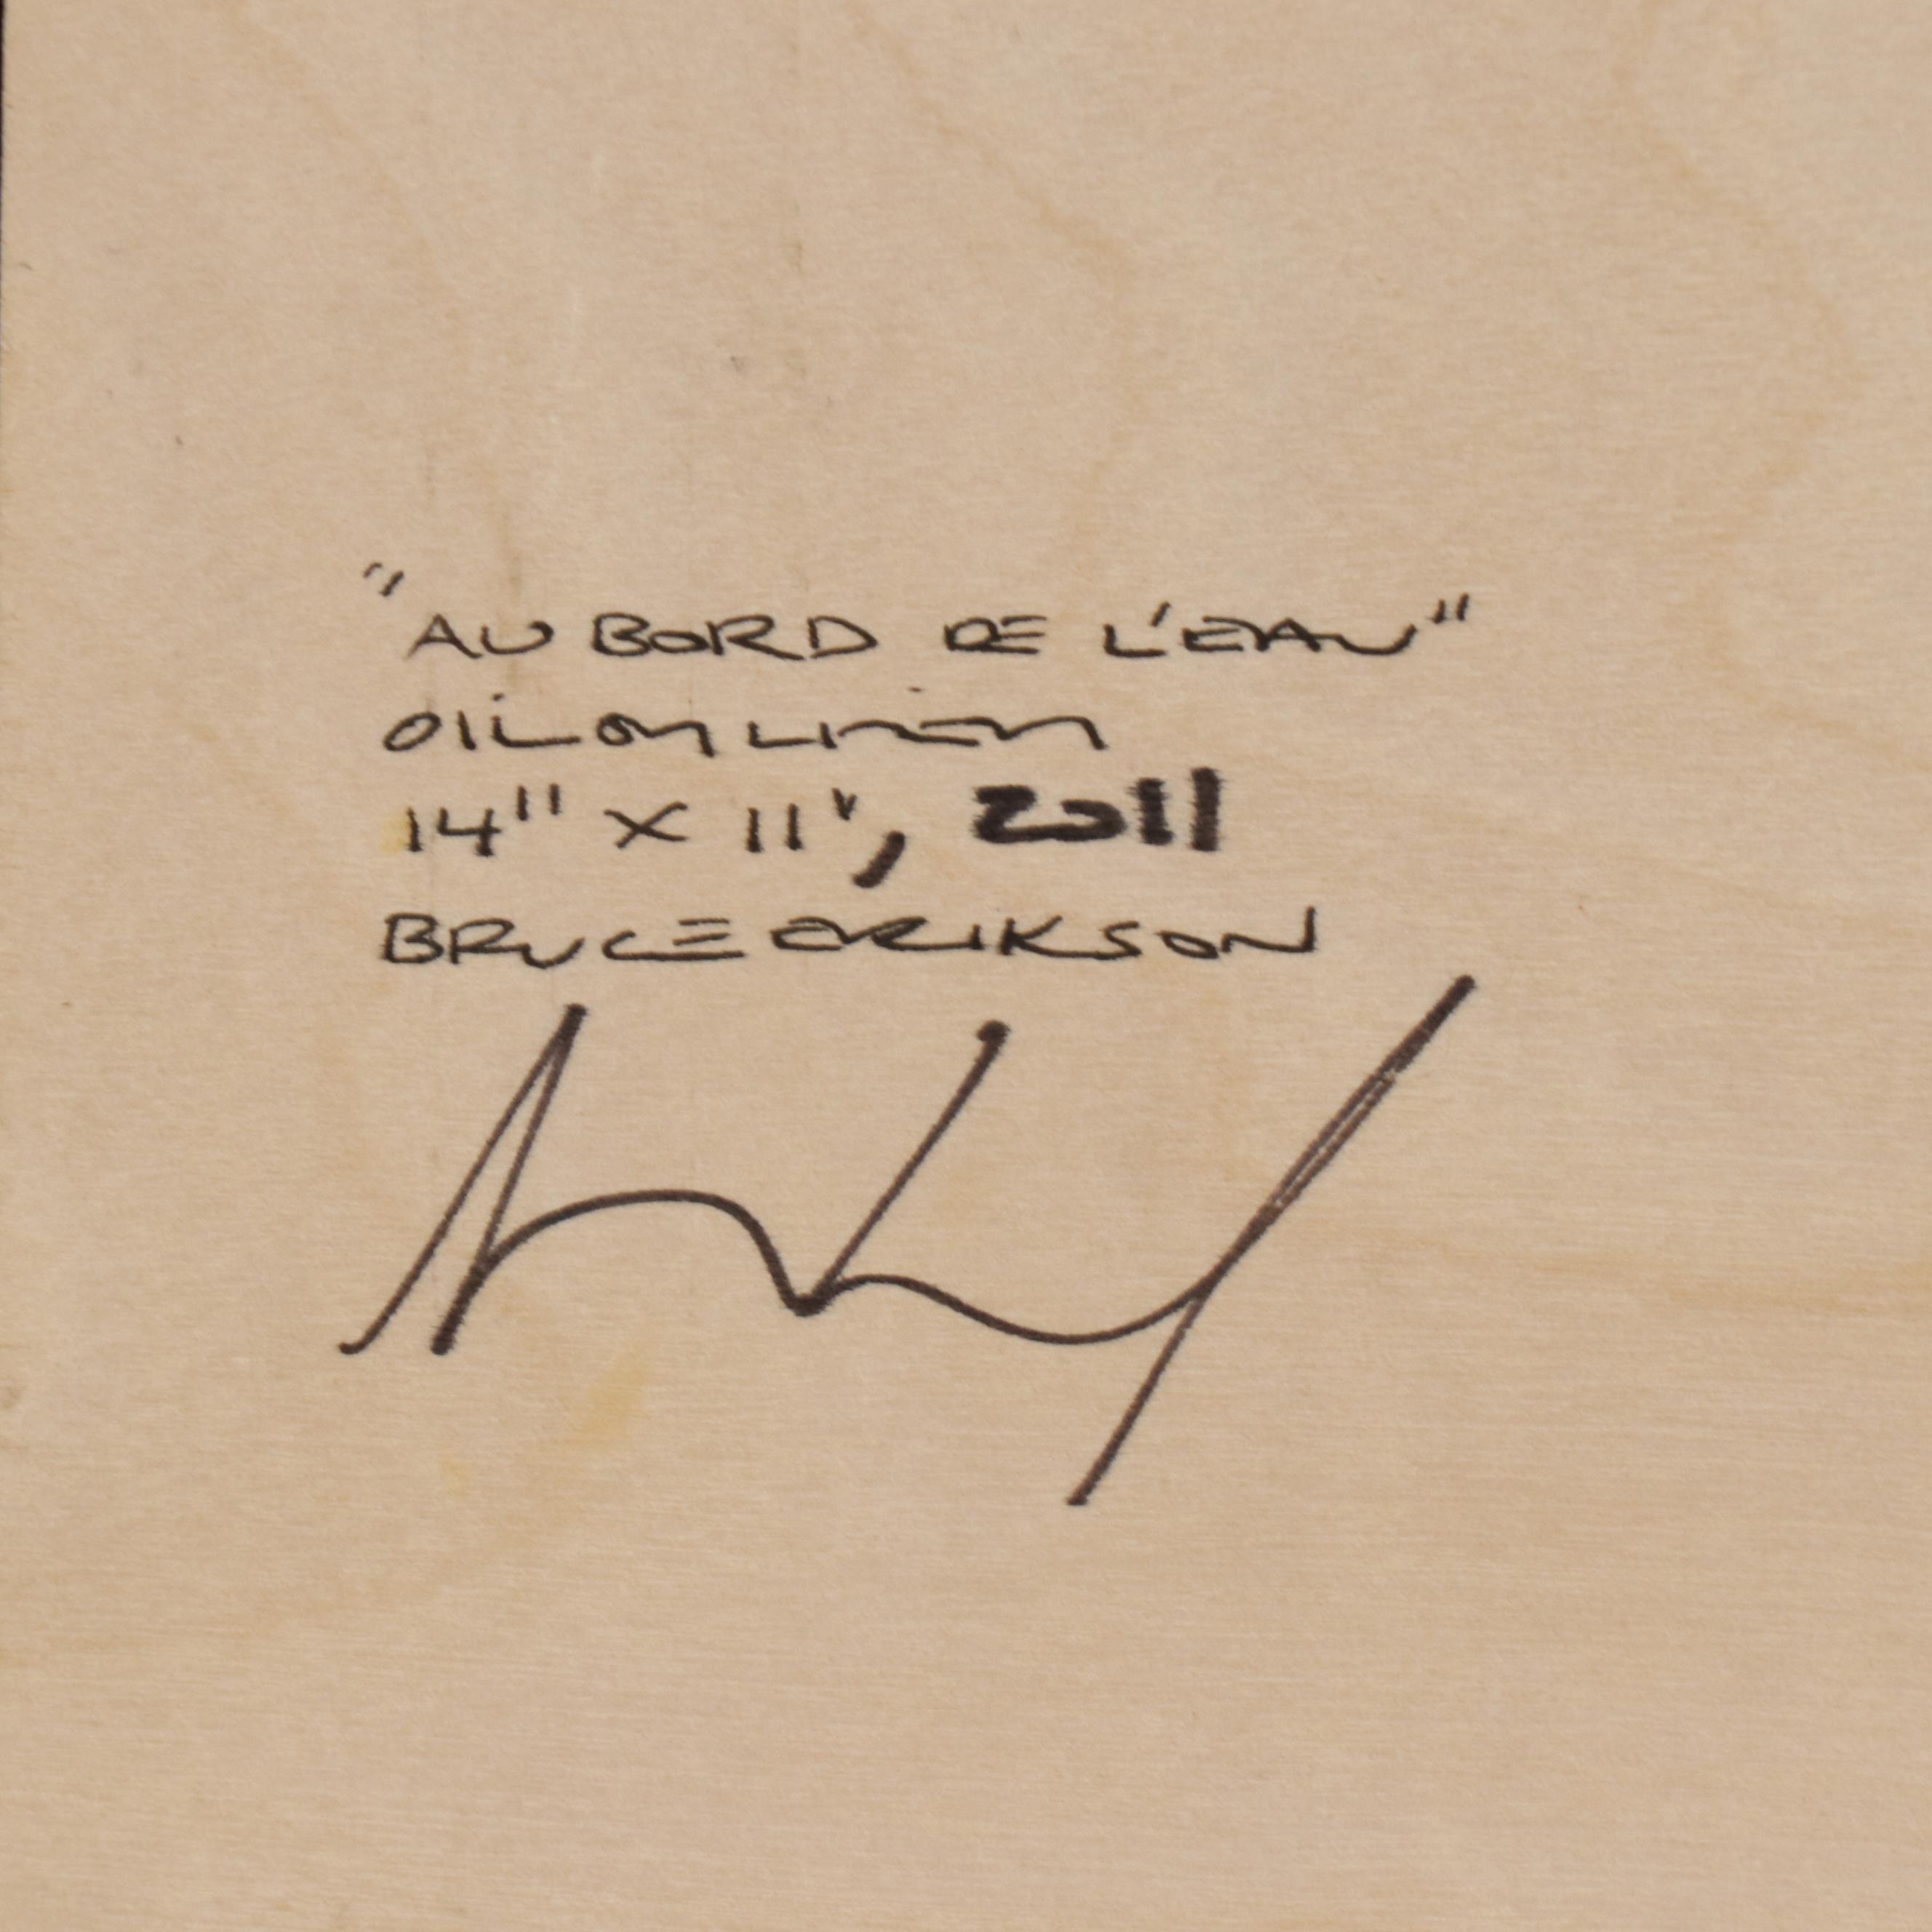 "AU BORD DE L'EAU"
OIL ON LINEN
14" X 11", 2011
BRUCE ERIKSON